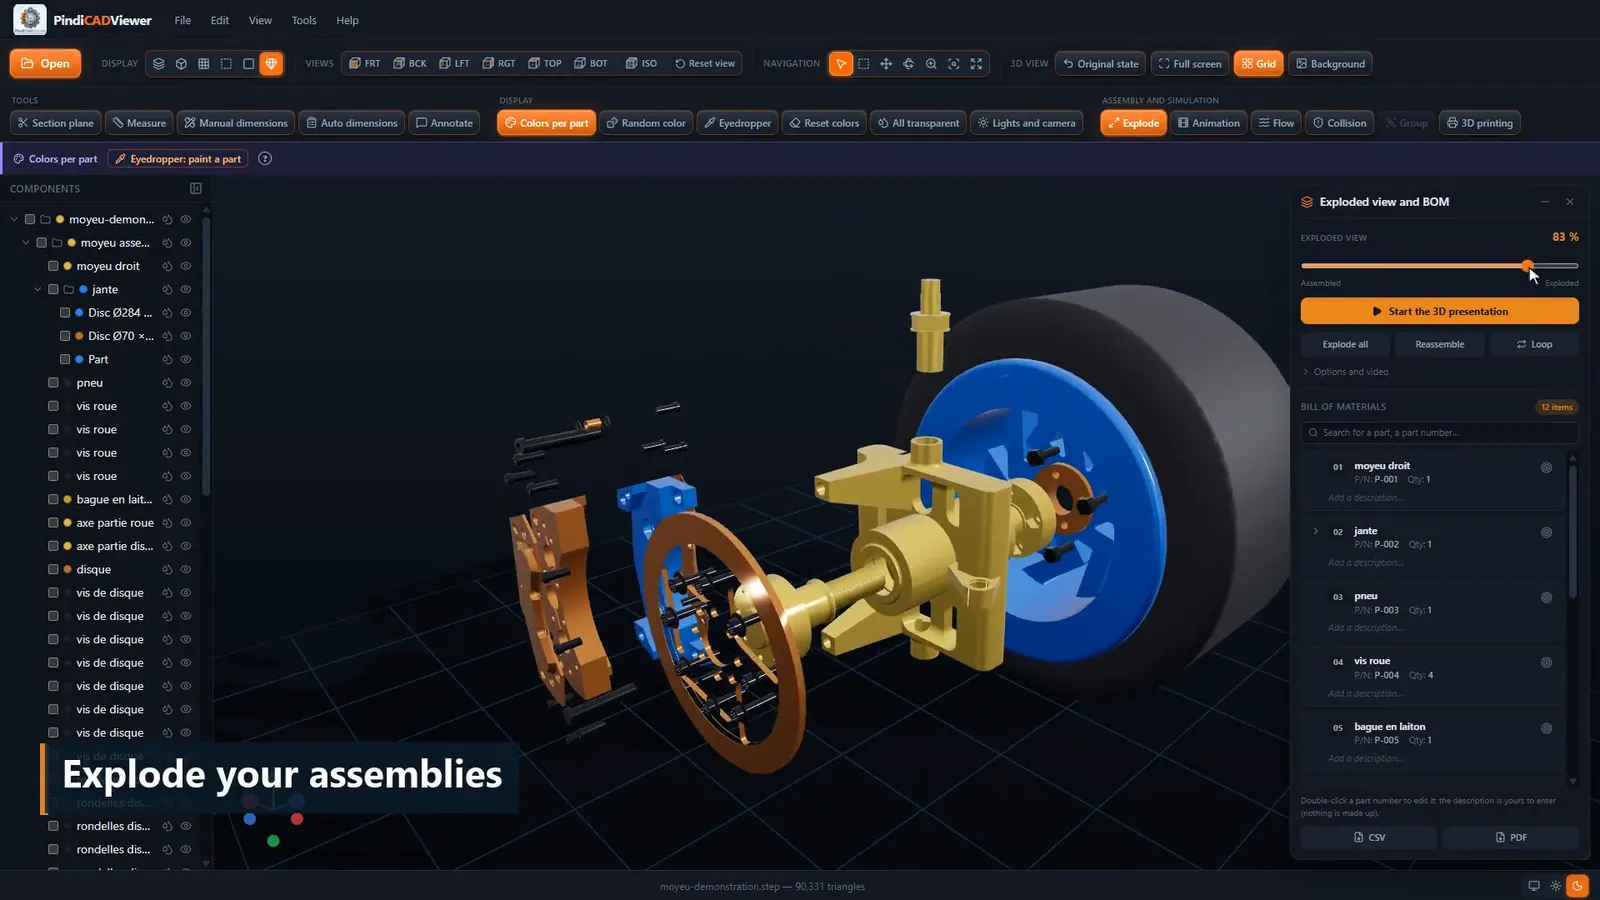 PindiCADViewer File Edit View Tools Help
Open DISPLAY VIEWS FRT BCK LFT RGT TOP BOT ISO Reset view NAVIGATION 3D VIEW Original state Full screen Grid Background
TOOLS DISPLAY ASSEMBLY AND SIMULATION
Section plane Measure Manual dimensions Auto dimensions Annotate Colors per part Random color Eyedropper Reset colors All transparent Lights and camera Explode Animation Flow Collision Group 3D printing
Colors per part Eyedropper: paint a part ?
COMPONENTS
moyeu-demon...
moyeu asse...
moyeu droit
jante
Disc Ø284 ...
Disc Ø70 ×...
Part
pneu
vis roue
vis roue
vis roue
vis roue
bague en lait...
axe partie roue
axe partie dis...
disque
vis de disque
vis de disque
vis de disque
vis de disque
vis de disque
vis de disque
vis de disque
vis de disque
rondelles dis...
rondelles dis...
rondelles dis...
Explode your assemblies
Exploded view and BOM
EXPLODED VIEW 83 %
Assembled Exploded
Start the 3D presentation
Explode all Reassemble Loop
Options and video
BILL OF MATERIALS 12 items
Search for a part, a part number...
01 moyeu droit
P/N: P-001 Qty: 1
Add a description...
02 jante
P/N: P-002 Qty: 1
Add a description...
03 pneu
P/N: P-003 Qty: 1
Add a description...
04 vis roue
P/N: P-004 Qty: 4
Add a description...
05 bague en laiton
P/N: P-005 Qty: 1
Add a description...
Double-click a part number to edit it; the description is yours to enter
(nothing is made up).
CSV PDF
moyeu-demonstration.step — 90,331 triangles